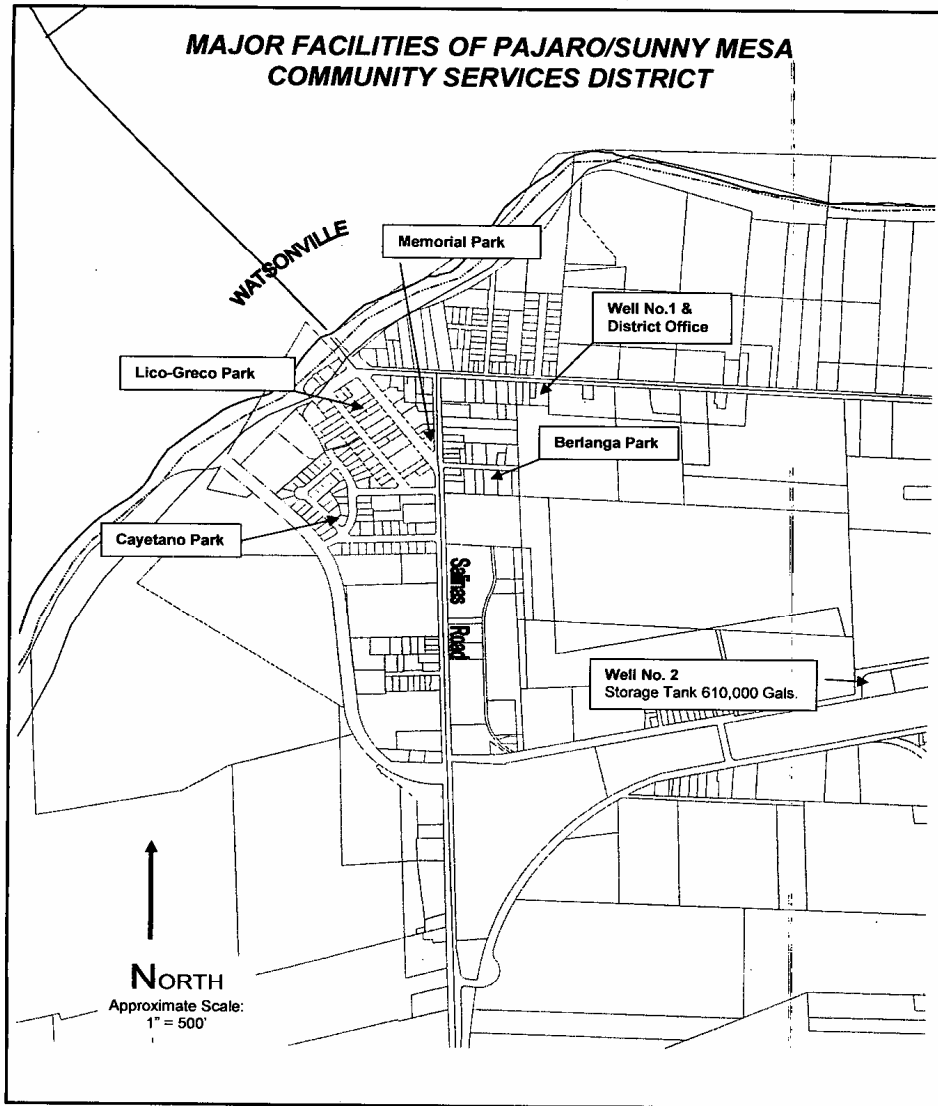 MAJOR FACILITIES OF PAJARO/SUNNY MESA
COMMUNITY SERVICES DISTRICT
WATSONVILLE
Memorial Park
Well No.1 &
District Office
Lico-Greco Park
Berlanga Park
Cayetano Park
Salinas Road
Well No. 2
Storage Tank 610,000 Gals.
NORTH
Approximate Scale:
1" = 500'